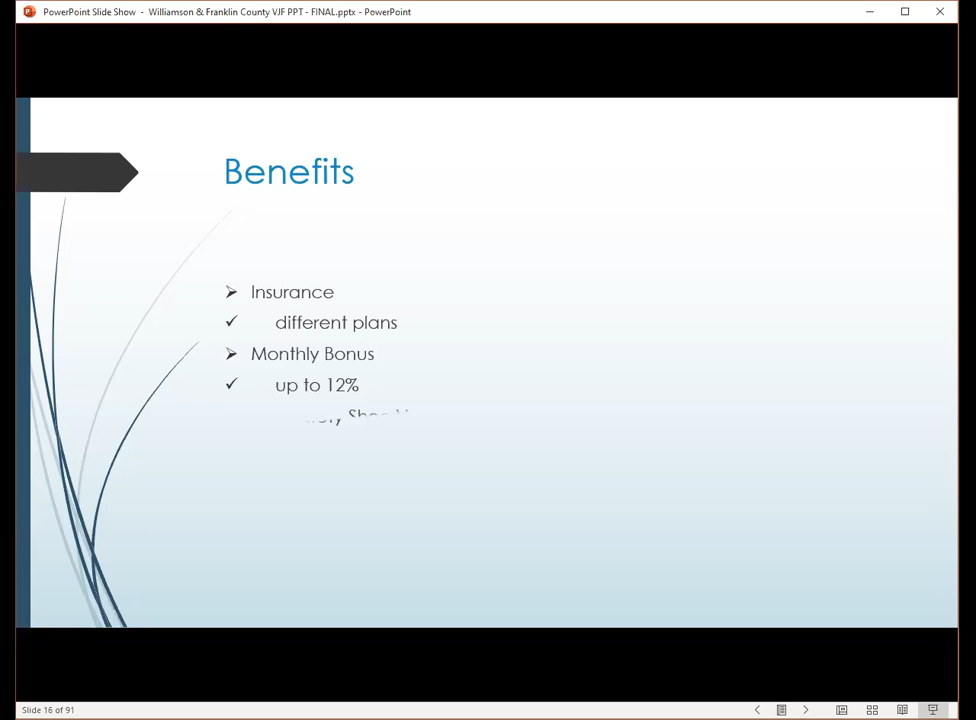 PowerPoint Slide Show - Williamson & Franklin County VJF PPT - FINAL.pptx - PowerPoint
Benefits
➢ Insurance
✓ different plans
➢ Monthly Bonus
✓ up to 12%
Slide 16 of 91